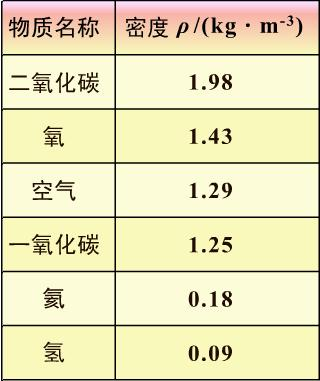 物质名称 密度 ρ/(kg · m⁻³)
二氧化碳 1.98
氧 1.43
空气 1.29
一氧化碳 1.25
氦 0.18
氢 0.09